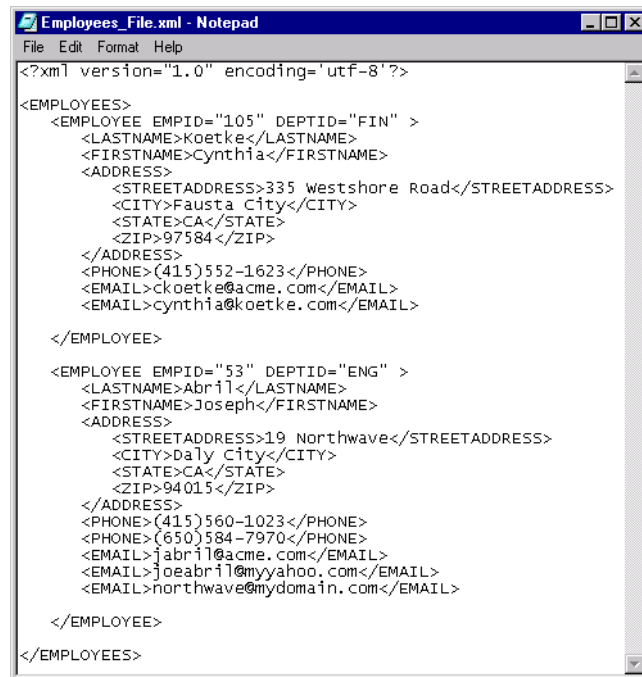 Employees_File.xml - Notepad
File Edit Format Help
<?xml version="1.0" encoding='utf-8'?>
<EMPLOYEES>
<EMPLOYEE EMPID="105" DEPTID="FIN" >
<LASTNAME>Koetke</LASTNAME>
<FIRSTNAME>Cynthia</FIRSTNAME>
<ADDRESS>
<STREETADDRESS>335 Westshore Road</STREETADDRESS>
<CITY>Fausta City</CITY>
<STATE>CA</STATE>
<ZIP>97584</ZIP>
</ADDRESS>
<PHONE>(415)552-1623</PHONE>
<EMAIL>ckoetke@acme.com</EMAIL>
<EMAIL>cynthia@koetke.com</EMAIL>
</EMPLOYEE>
<EMPLOYEE EMPID="53" DEPTID="ENG" >
<LASTNAME>Abril</LASTNAME>
<FIRSTNAME>Joseph</FIRSTNAME>
<ADDRESS>
<STREETADDRESS>19 Northwave</STREETADDRESS>
<CITY>Daly City</CITY>
<STATE>CA</STATE>
<ZIP>94015</ZIP>
</ADDRESS>
<PHONE>(415)560-1023</PHONE>
<PHONE>(650)584-7970</PHONE>
<EMAIL>jabril@acme.com</EMAIL>
<EMAIL>joeabril@myyahoo.com</EMAIL>
<EMAIL>northwave@mydomain.com</EMAIL>
</EMPLOYEE>
</EMPLOYEES>